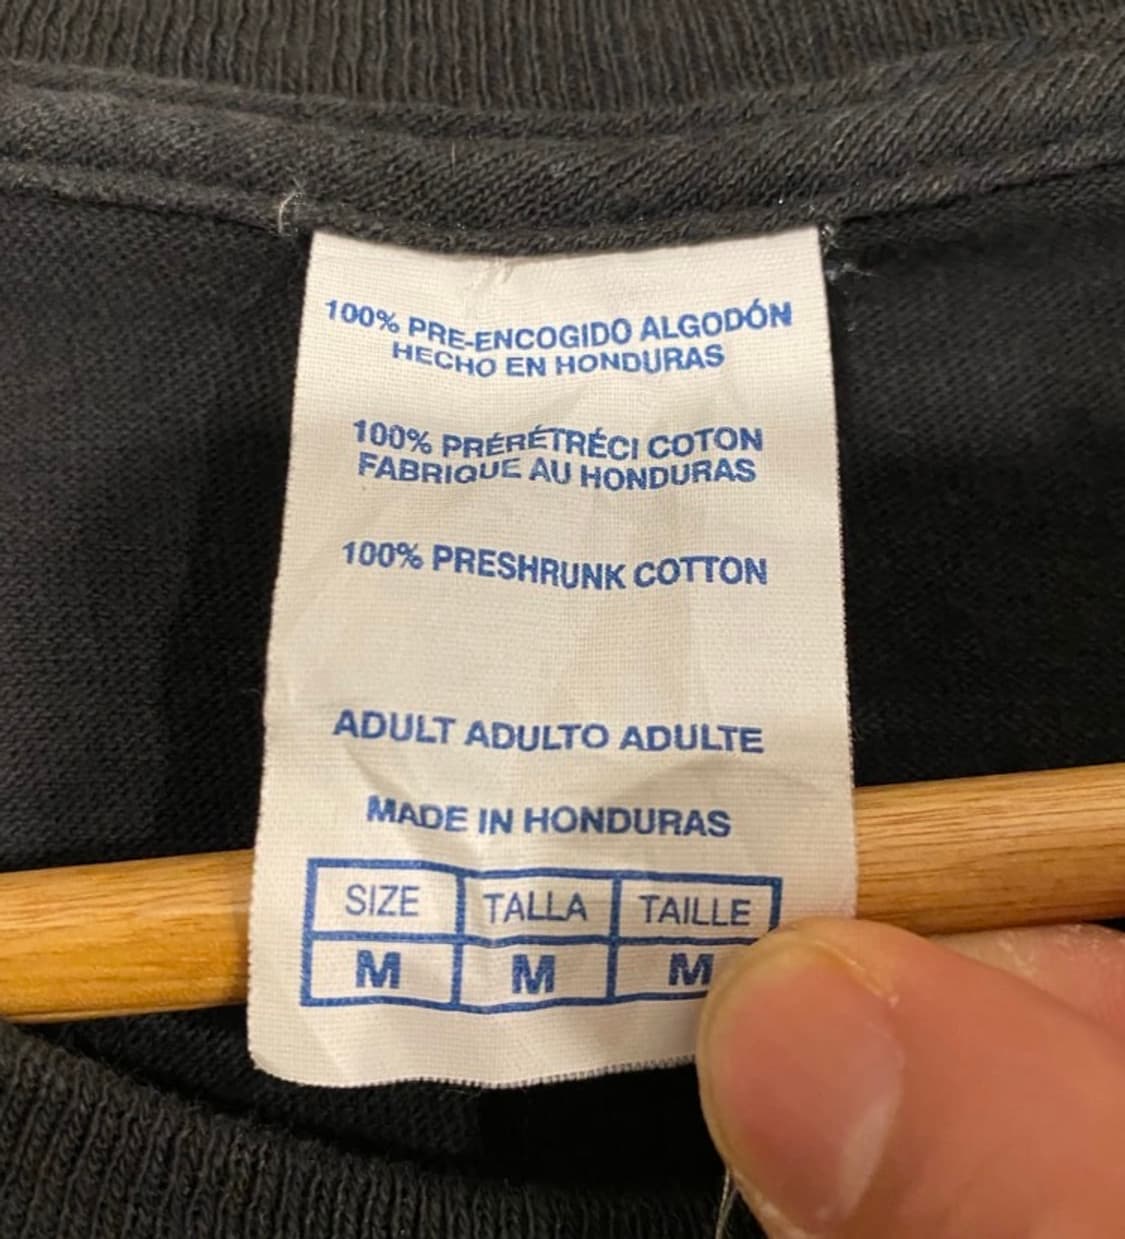 100% PRE-ENCOGIDO ALGODÓN
HECHO EN HONDURAS
100% PRÉRÉTRÉCI COTON
FABRIQUE AU HONDURAS
100% PRESHRUNK COTTON
ADULT ADULTO ADULTE
MADE IN HONDURAS
SIZE TALLA TAILLE
M M M